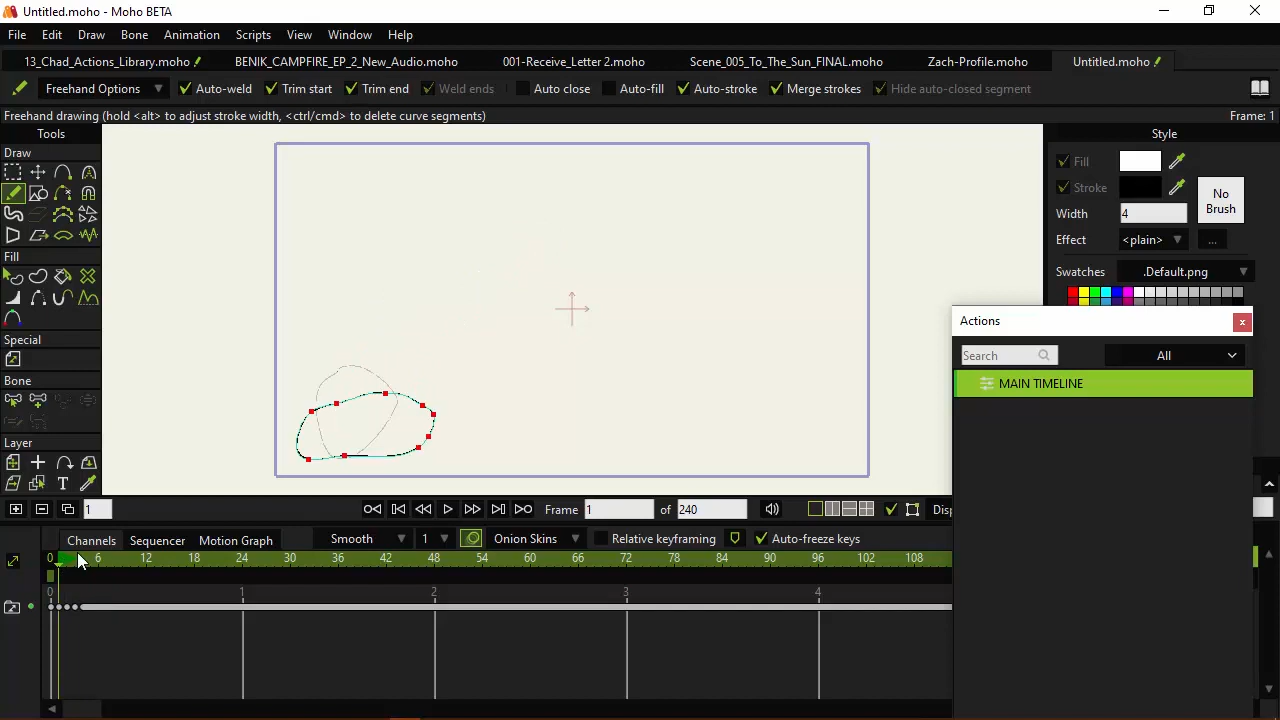 Untitled.moho - Moho BETA
File Edit Draw Bone Animation Scripts View Window Help
13_Chad_Actions_Library.moho BENIK_CAMPFIRE_EP_2_New_Audio.moho 001-Receive_Letter 2.moho Scene_005_To_The_Sun_FINAL.moho Zach-Profile.moho Untitled.moho
Freehand Options Auto-weld Trim start Trim end Weld ends Auto close Auto-fill Auto-stroke Merge strokes Hide auto-closed segment
Freehand drawing (hold <alt> to adjust stroke width, <ctrl/cmd> to delete curve segments) Frame: 1
Tools
Draw
Fill
Special
Bone
Layer
T
Style
Fill
Stroke
No Brush
Width 4
Effect <plain> ...
Swatches .Default.png
Actions x
Search All
MAIN TIMELINE
1 Frame 1 of 240 Disp
Channels Sequencer Motion Graph Smooth 1 Onion Skins Relative keyframing Auto-freeze keys
0 6 12 18 24 30 36 42 48 54 60 66 72 78 84 90 96 102 108
0 1 2 3 4